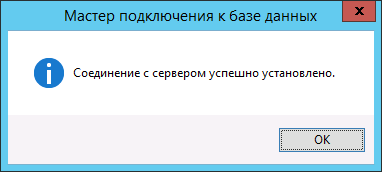 Мастер подключения к базе данных
Соединение с сервером успешно установлено.
OK